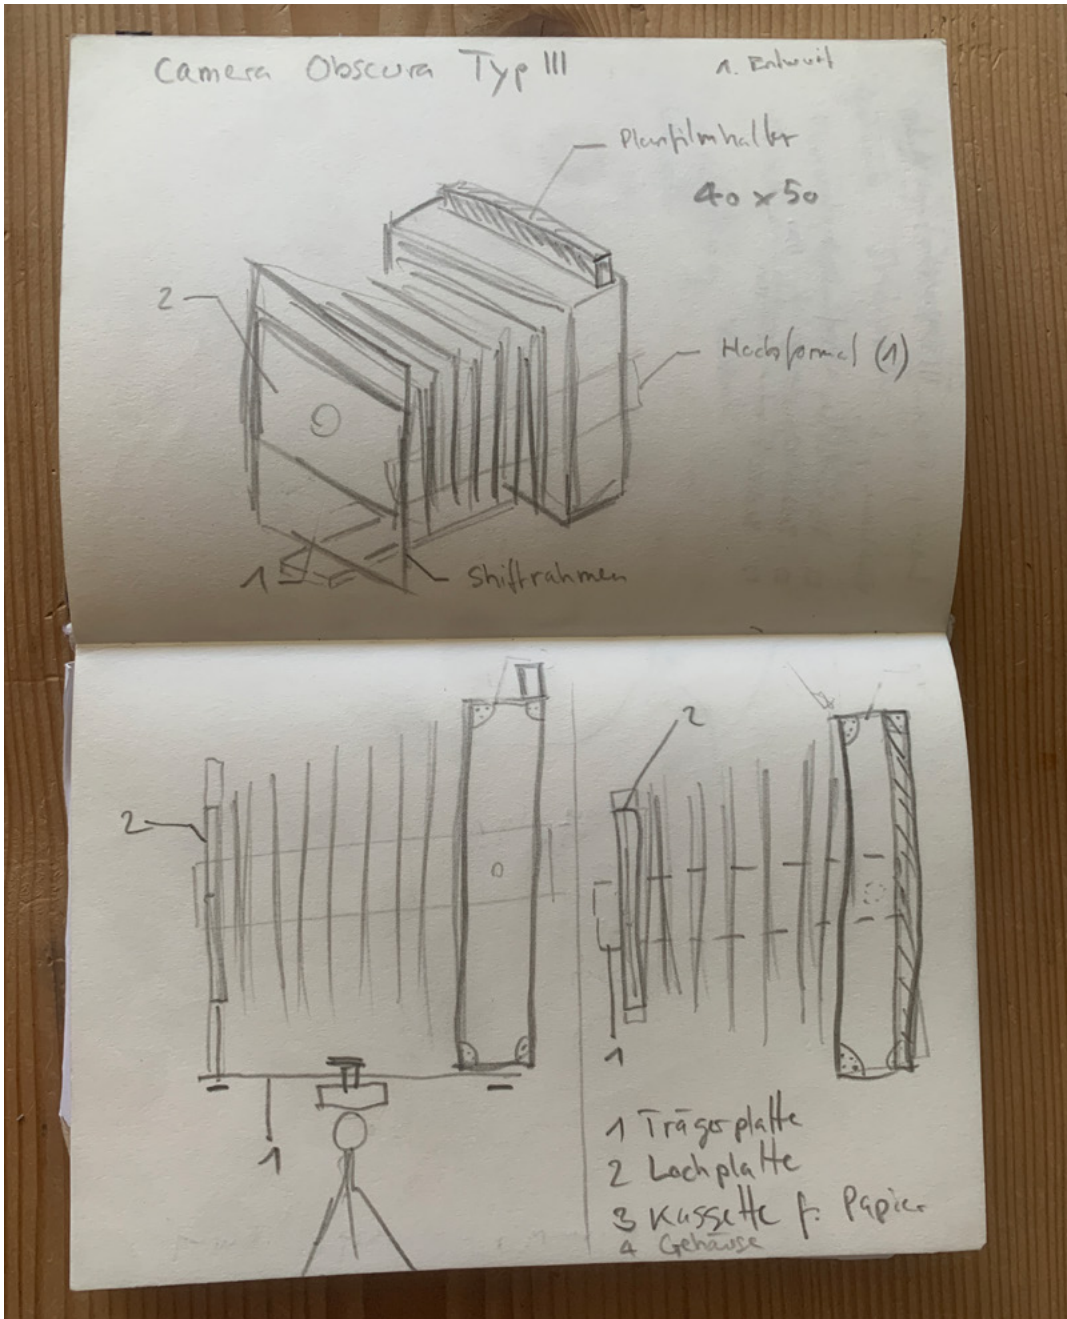 Camera Obscura Typ III
1. Entwurf
Planfilmhalter
40 x 50
2
Hochformat (1)
1
Shiftrahmen
2
2
1
1
1 Trägerplatte
2 Lochplatte
3 Kassette f. Papier
4 Gehäuse